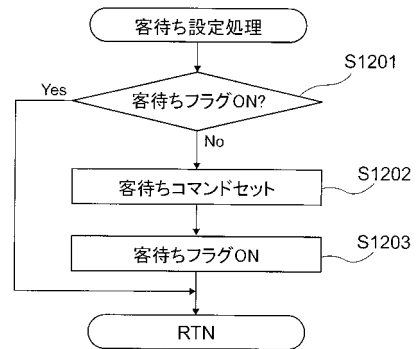 客待ち設定処理
S1201
Yes
客待ちフラグON?
No
S1202
客待ちコマンドセット
S1203
客待ちフラグON
RTN